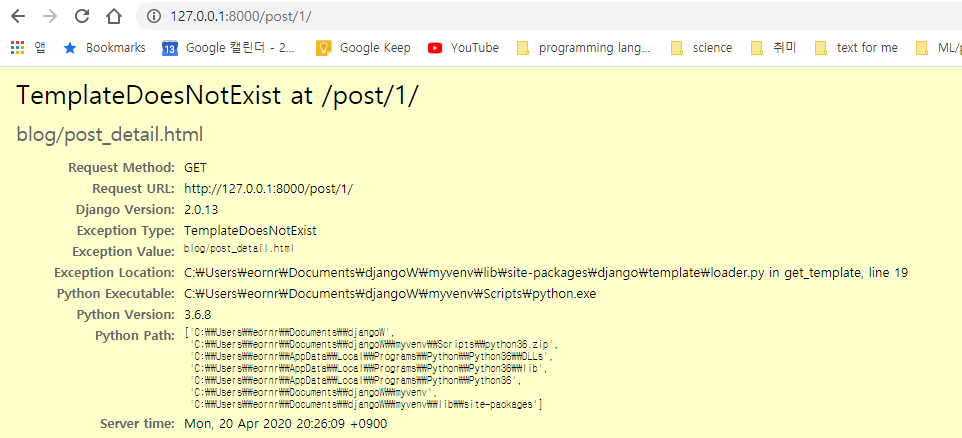 127.0.0.1:8000/post/1/
앱 Bookmarks Google 캘린더 - 2... Google Keep YouTube programming lang... science 취미 text for me ML/p
TemplateDoesNotExist at /post/1/
blog/post_detail.html
Request Method: GET
Request URL: http://127.0.0.1:8000/post/1/
Django Version: 2.0.13
Exception Type: TemplateDoesNotExist
Exception Value: blog/post_detail.html
Exception Location: C:₩Users₩eornr₩Documents₩djangoW₩myvenv₩lib₩site-packages₩django₩template₩loader.py in get_template, line 19
Python Executable: C:₩Users₩eornr₩Documents₩djangoW₩myvenv₩Scripts₩python.exe
Python Version: 3.6.8
Python Path: ['C:₩₩Users₩₩eornr₩₩Documents₩₩djangoW',
'C:₩₩Users₩₩eornr₩₩Documents₩₩djangoW₩₩myvenv₩₩Scripts₩₩python36.zip',
'C:₩₩Users₩₩eornr₩₩AppData₩₩Local₩₩Programs₩₩Python₩₩Python36₩₩DLLs',
'C:₩₩Users₩₩eornr₩₩AppData₩₩Local₩₩Programs₩₩Python₩₩Python36₩₩lib',
'C:₩₩Users₩₩eornr₩₩AppData₩₩Local₩₩Programs₩₩Python₩₩Python36',
'C:₩₩Users₩₩eornr₩₩Documents₩₩djangoW₩₩myvenv',
'C:₩₩Users₩₩eornr₩₩Documents₩₩djangoW₩₩myvenv₩₩lib₩₩site-packages']
Server time: Mon, 20 Apr 2020 20:26:09 +0900